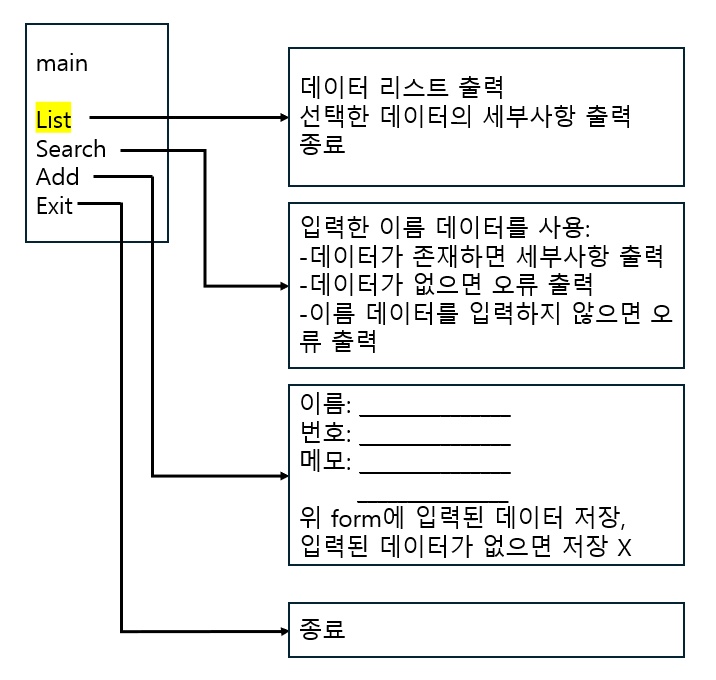 main
List
Search
Add
Exit
데이터 리스트 출력
선택한 데이터의 세부사항 출력
종료
입력한 이름 데이터를 사용:
-데이터가 존재하면 세부사항 출력
-데이터가 없으면 오류 출력
-이름 데이터를 입력하지 않으면 오
류 출력
이름: ______________
번호: ______________
메모: ______________
______________
위 form에 입력된 데이터 저장,
입력된 데이터가 없으면 저장 X
종료